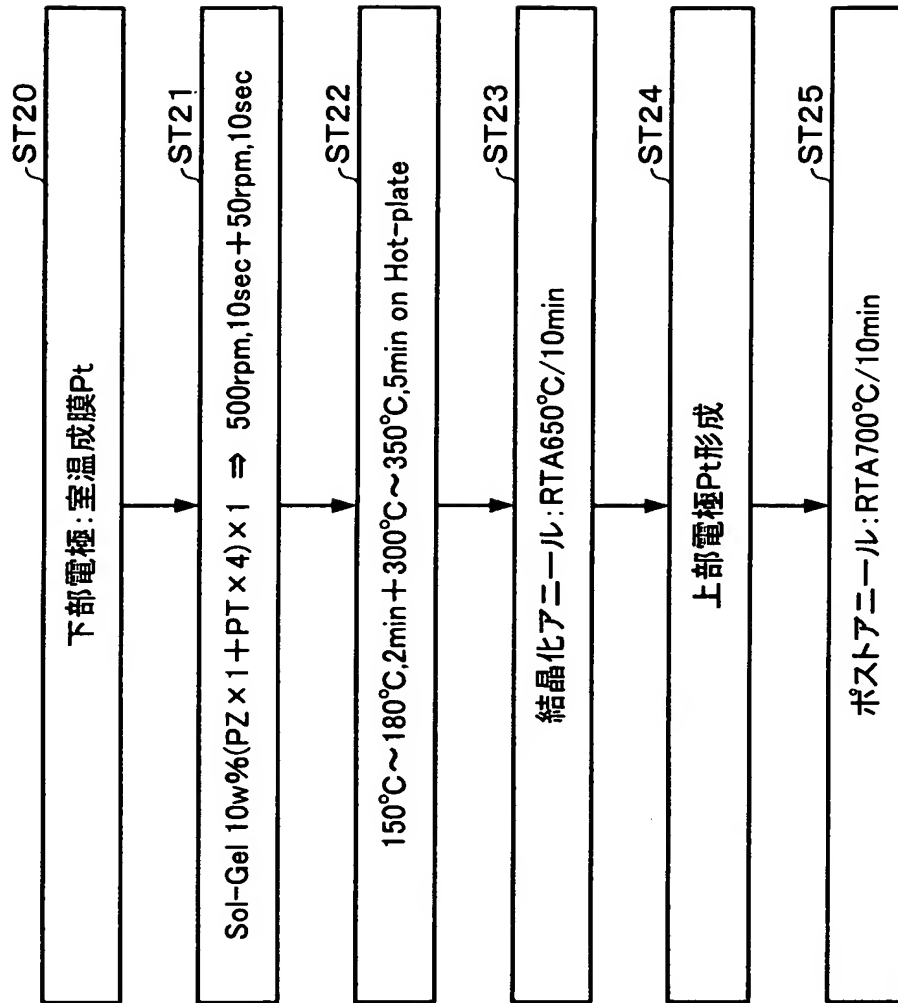 ST20
下部電極:室温成膜Pt
ST21
Sol-Gel 10w%(PZ×1+PT×4)×1 ⇒ 500rpm,10sec+50rpm,10sec
ST22
150℃~180℃,2min+300℃~350℃,5min on Hot-plate
ST23
結晶化アニール:RTA650℃/10min
ST24
上部電極Pt形成
ST25
ポストアニール:RTA700℃/10min